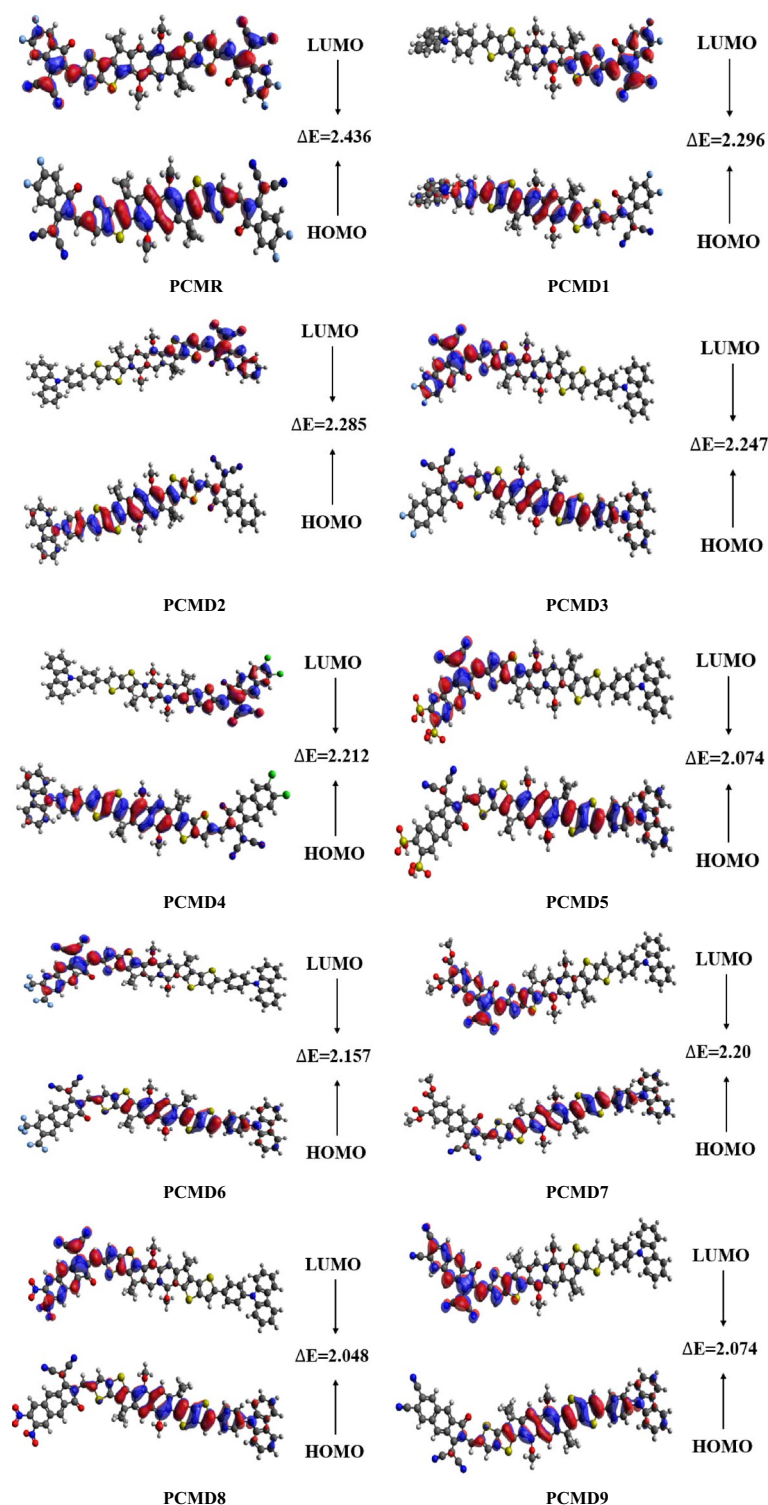 LUMO
ΔE=2.436
HOMO
PCMR
LUMO
ΔE=2.296
HOMO
PCMD1
LUMO
ΔE=2.285
HOMO
PCMD2
LUMO
ΔE=2.247
HOMO
PCMD3
LUMO
ΔE=2.212
HOMO
PCMD4
LUMO
ΔE=2.074
HOMO
PCMD5
LUMO
ΔE=2.157
HOMO
PCMD6
LUMO
ΔE=2.20
HOMO
PCMD7
LUMO
ΔE=2.048
HOMO
PCMD8
LUMO
ΔE=2.074
HOMO
PCMD9